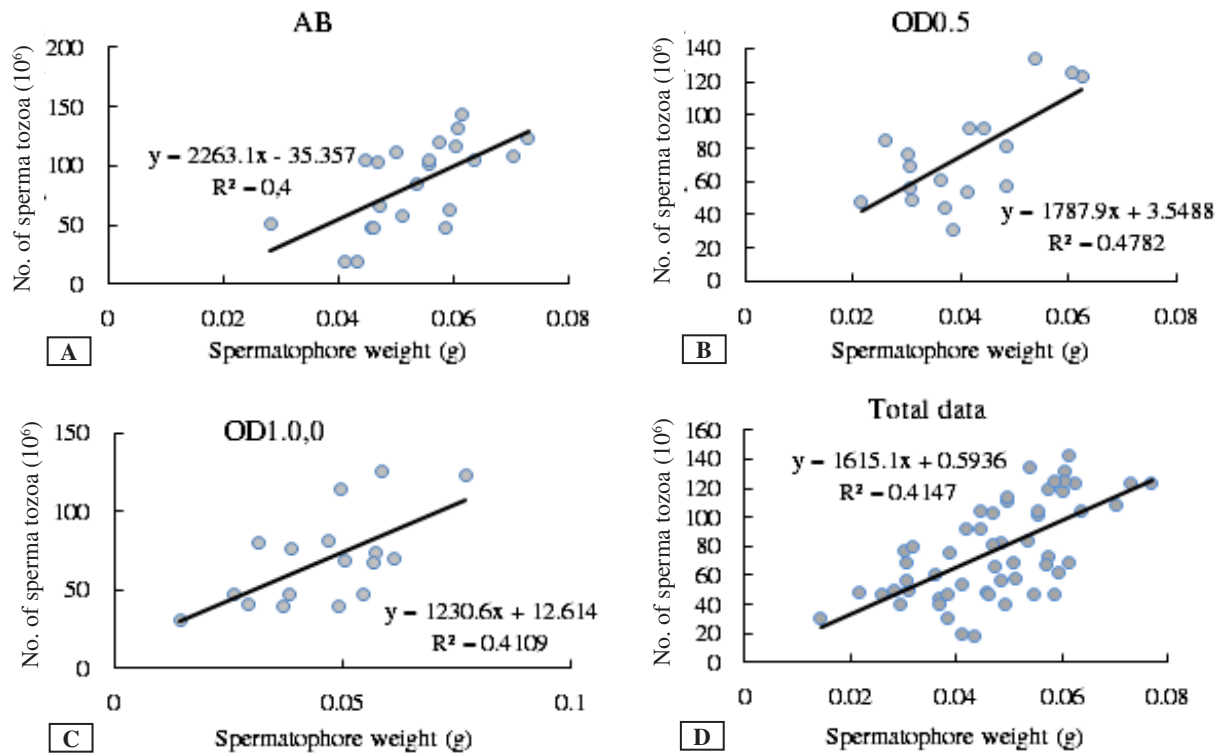 AB
No. of sperma tozoa (10⁶)
200
150
100
50
0
y = 2263.1x - 35.357
R² = 0,4
0 0.02 0.04 0.06 0.08
Spermatophore weight (g)
A
OD0.5
No. of sperma tozoa (10⁶)
140
120
100
80
60
40
20
0
y = 1787.9x + 3.5488
R² = 0.4782
0 0.02 0.04 0.06 0.08
Spermatophore weight (g)
B
OD1.0,0
No. of sperma tozoa (10⁶)
150
100
50
0
y = 1230.6x + 12.614
R² = 0.4109
0 0.05 0.1
Spermatophore weight (g)
C
Total data
No. of sperma tozoa (10⁶)
160
140
120
100
80
60
40
20
0
y = 1615.1x + 0.5936
R² = 0.4147
0 0.02 0.04 0.06 0.08
Spermatophore weight (g)
D